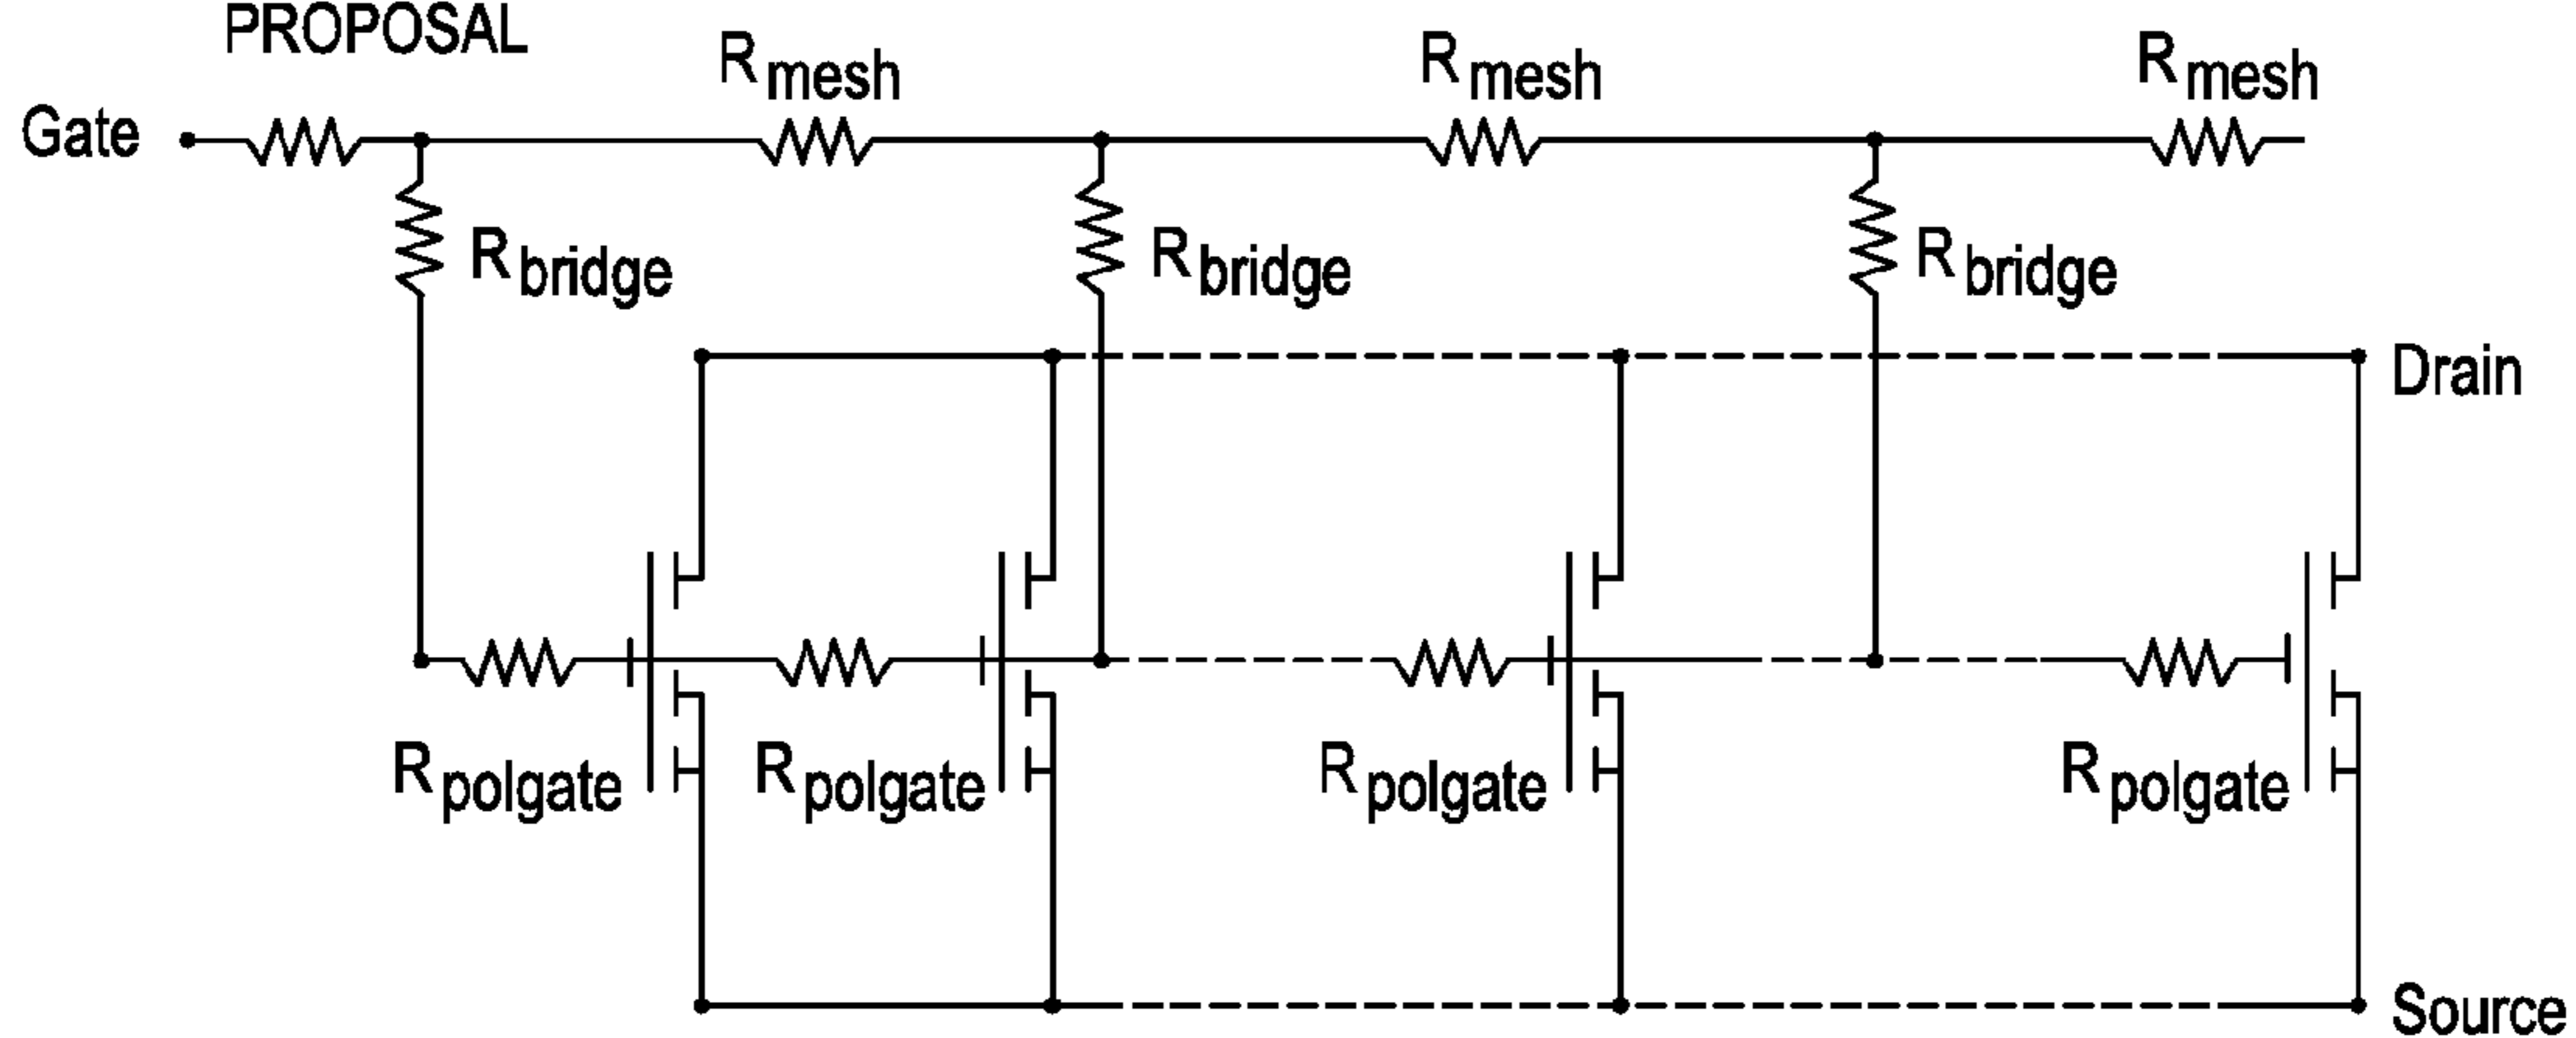 PROPOSAL
Rmesh Rmesh Rmesh
Gate
Rbridge Rbridge Rbridge
Drain
Rpolgate Rpolgate Rpolgate Rpolgate
Source